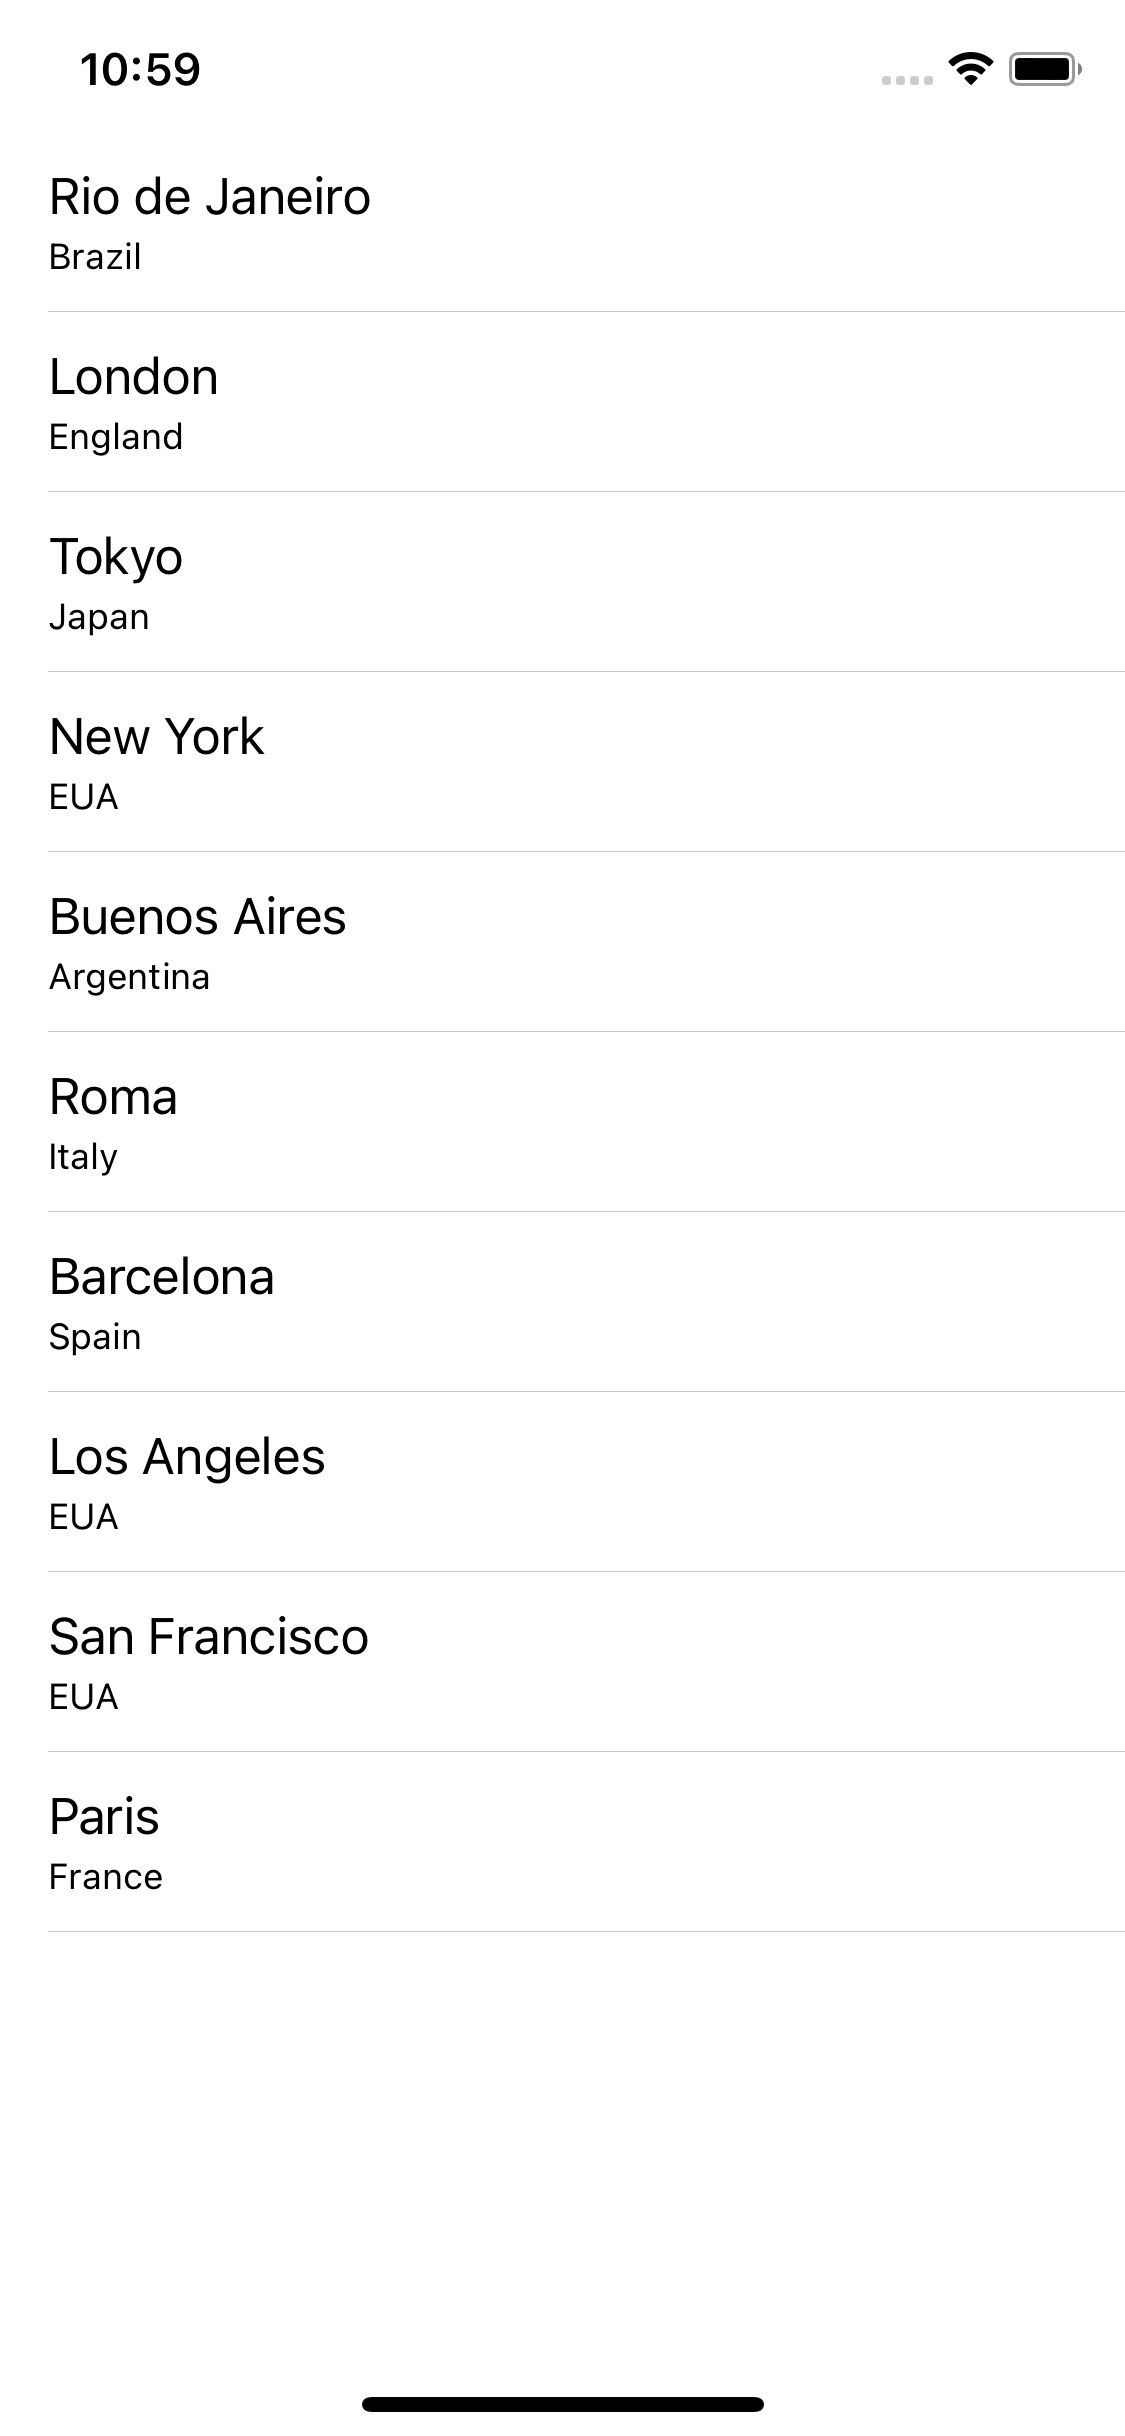 10:59
Rio de Janeiro
Brazil
London
England
Tokyo
Japan
New York
EUA
Buenos Aires
Argentina
Roma
Italy
Barcelona
Spain
Los Angeles
EUA
San Francisco
EUA
Paris
France